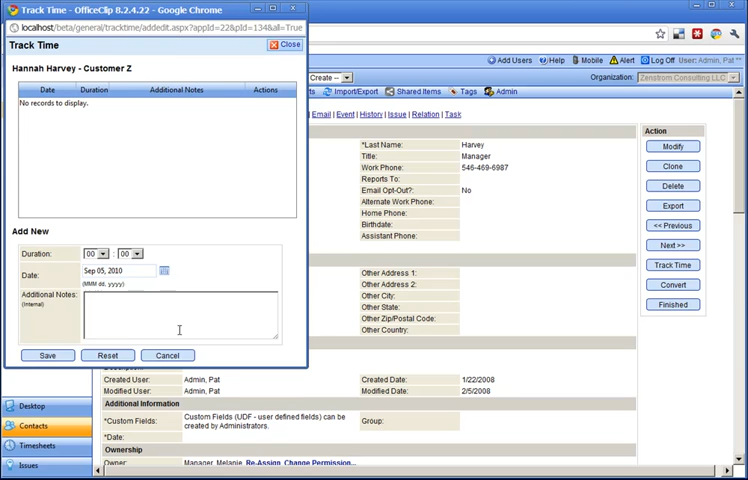 Track Time - OfficeClip 8.2.4.22 - Google Chrome
localhost/beta/general/tracktime/addedit.aspx?appId=22&pId=134&all=True
Track Time
Close
Hannah Harvey - Customer Z
Date Duration Additional Notes Actions
No records to display.
Add New
Duration: 00 : 00
Date: Sep 05, 2010
(MMM dd, yyyy)
Additional Notes:
(Internal)
Save Reset Cancel
Add Users Help Mobile Alert Log Off User: Admin, Pat **
Create -- Organization: Zenstrom Consulting LLC
Import/Export Shared Items Tags Admin
| Email | Event | History | Issue | Relation | Task
*Last Name: Harvey
Title: Manager
Work Phone: 546-469-6987
Reports To:
Email Opt-Out?: No
Alternate Work Phone:
Home Phone:
Birthdate:
Assistant Phone:
Other Address 1:
Other Address 2:
Other City:
Other State:
Other Zip/Postal Code:
Other Country:
Action
Modify
Clone
Delete
Export
<< Previous
Next >>
Track Time
Convert
Finished
Created User: Admin, Pat Created Date: 1/22/2008
Modified User: Admin, Pat Modified Date: 2/5/2008
Additional Information
*Custom Fields: Custom Fields (UDF - user defined fields) can be created by Administrators. Group:
*Date:
Ownership
Owner: Manager, Melanie Re-Assign Change Permission...
Desktop
Contacts
Timesheets
Issues